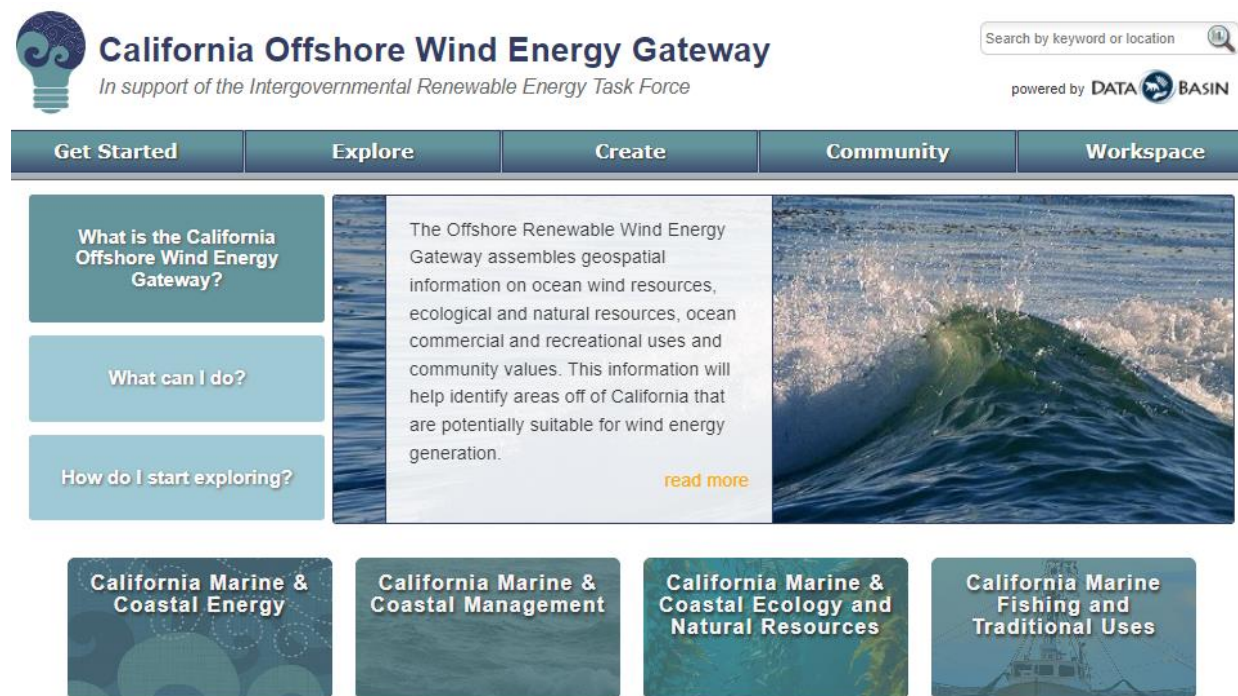 California Offshore Wind Energy Gateway
In support of the Intergovernmental Renewable Energy Task Force
Search by keyword or location
powered by DATA BASIN
Get Started
Explore
Create
Community
Workspace
What is the California
Offshore Wind Energy
Gateway?
What can I do?
How do I start exploring?
The Offshore Renewable Wind Energy
Gateway assembles geospatial
information on ocean wind resources,
ecological and natural resources, ocean
commercial and recreational uses and
community values. This information will
help identify areas off of California that
are potentially suitable for wind energy
generation.
read more
California Marine &
Coastal Energy
California Marine &
Coastal Management
California Marine &
Coastal Ecology and
Natural Resources
California Marine
Fishing and
Traditional Uses